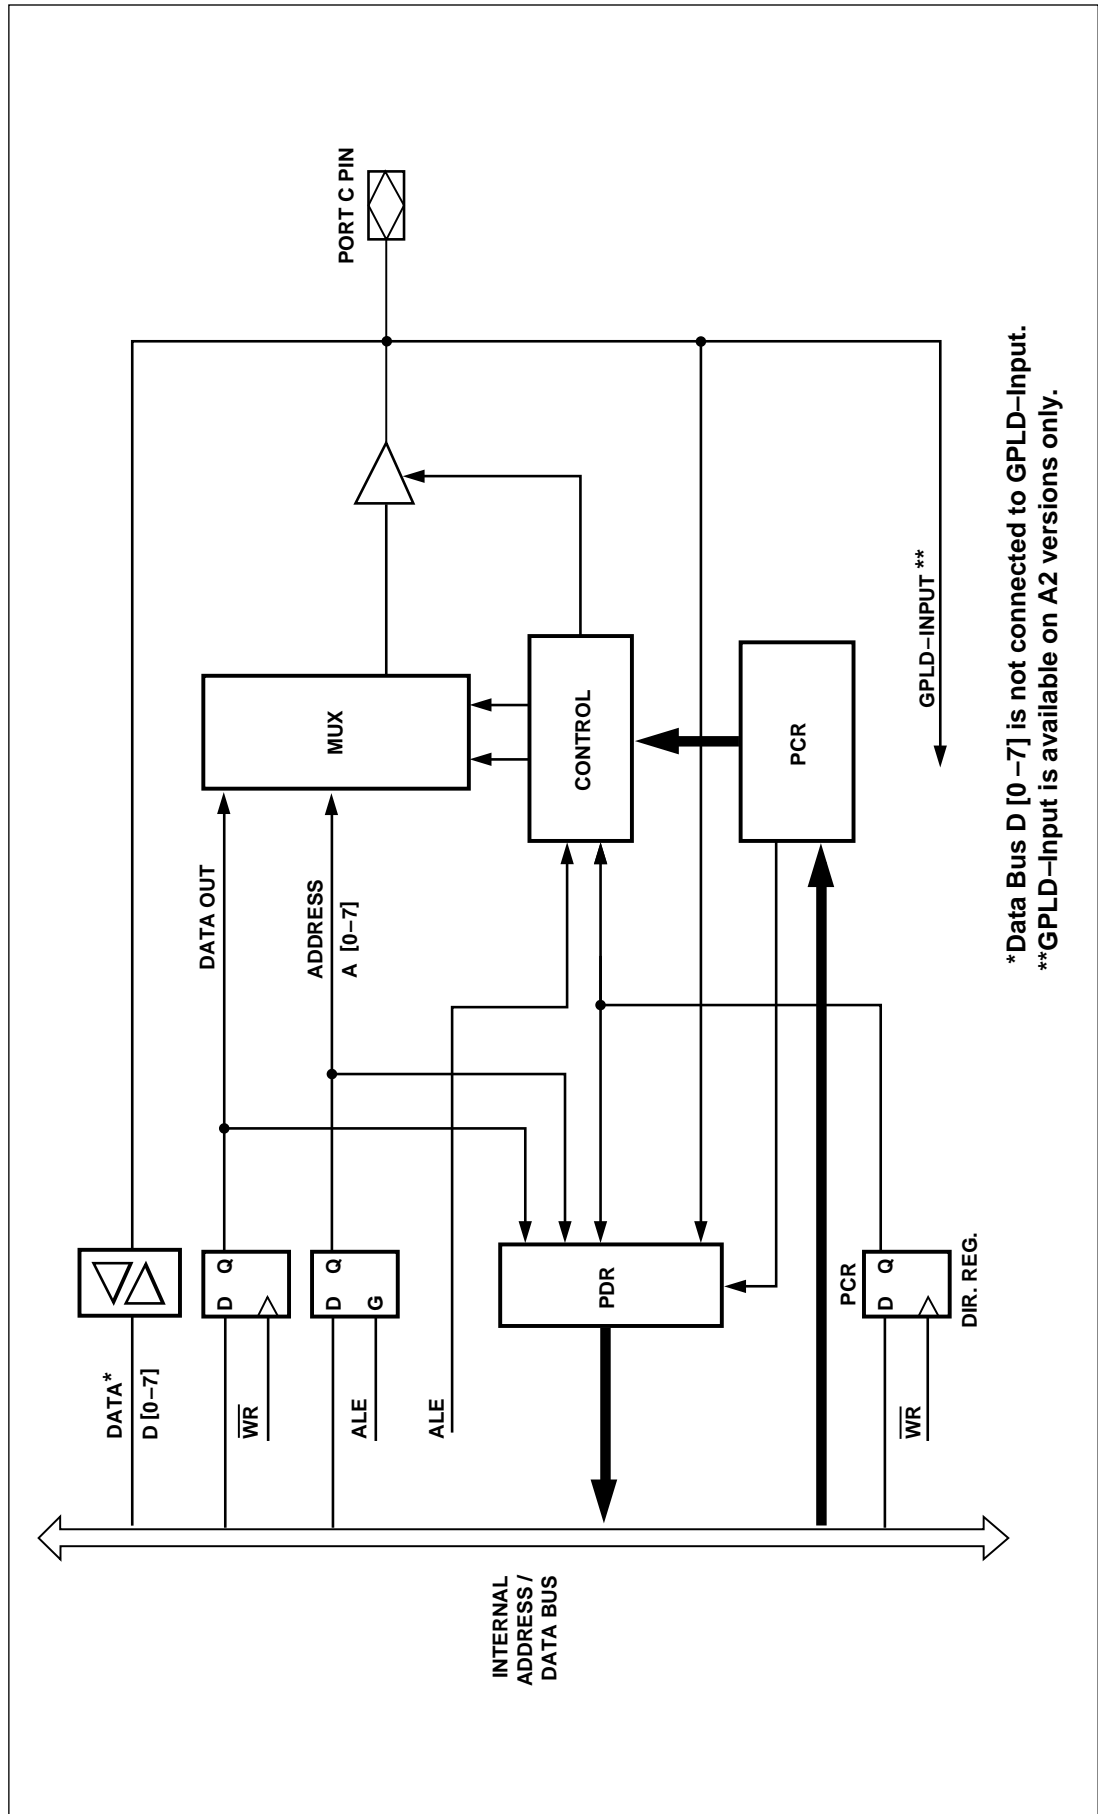 DATA*
D [0–7]
WR
ALE
ALE
D Q
D Q
G
DATA OUT
ADDRESS
A [0–7]
MUX
PORT C PIN
CONTROL
PDR
PCR
GPLD–INPUT **
PCR
D Q
DIR. REG.
WR
INTERNAL
ADDRESS /
DATA BUS
*Data Bus D [0 –7] is not connected to GPLD–Input.
**GPLD–Input is available on A2 versions only.